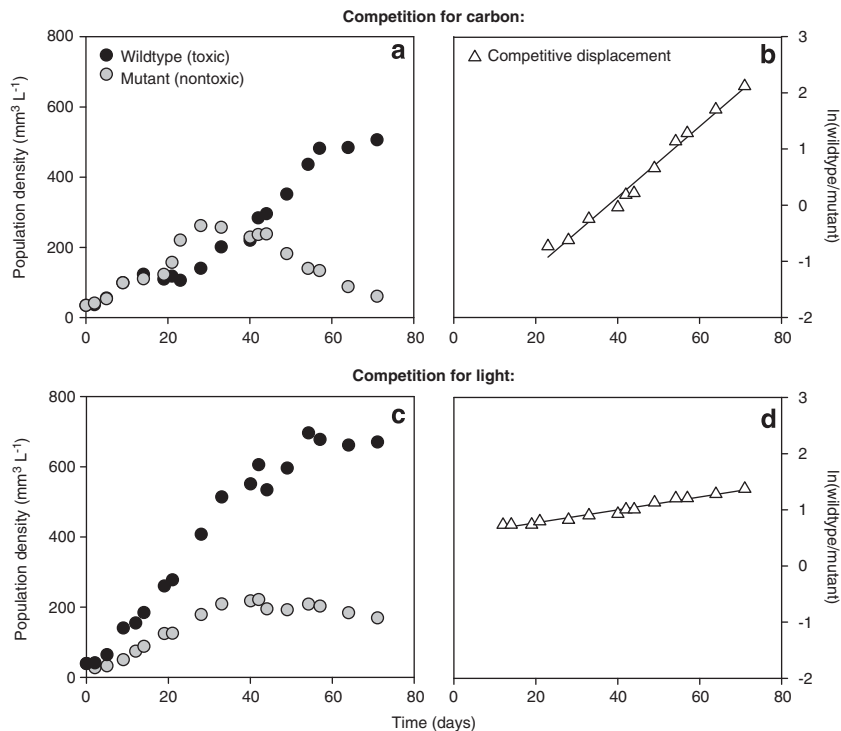 Competition for carbon:
a
Wildtype (toxic)
Mutant (nontoxic)
Population density (mm³ L⁻¹)
800
600
400
200
0
0 20 40 60 80
b
Competitive displacement
ln(wildtype/mutant)
3
2
1
0
-1
-2
0 20 40 60 80
Competition for light:
c
Population density (mm³ L⁻¹)
800
600
400
200
0
0 20 40 60 80
d
ln(wildtype/mutant)
3
2
1
0
-1
-2
0 20 40 60 80
Time (days)